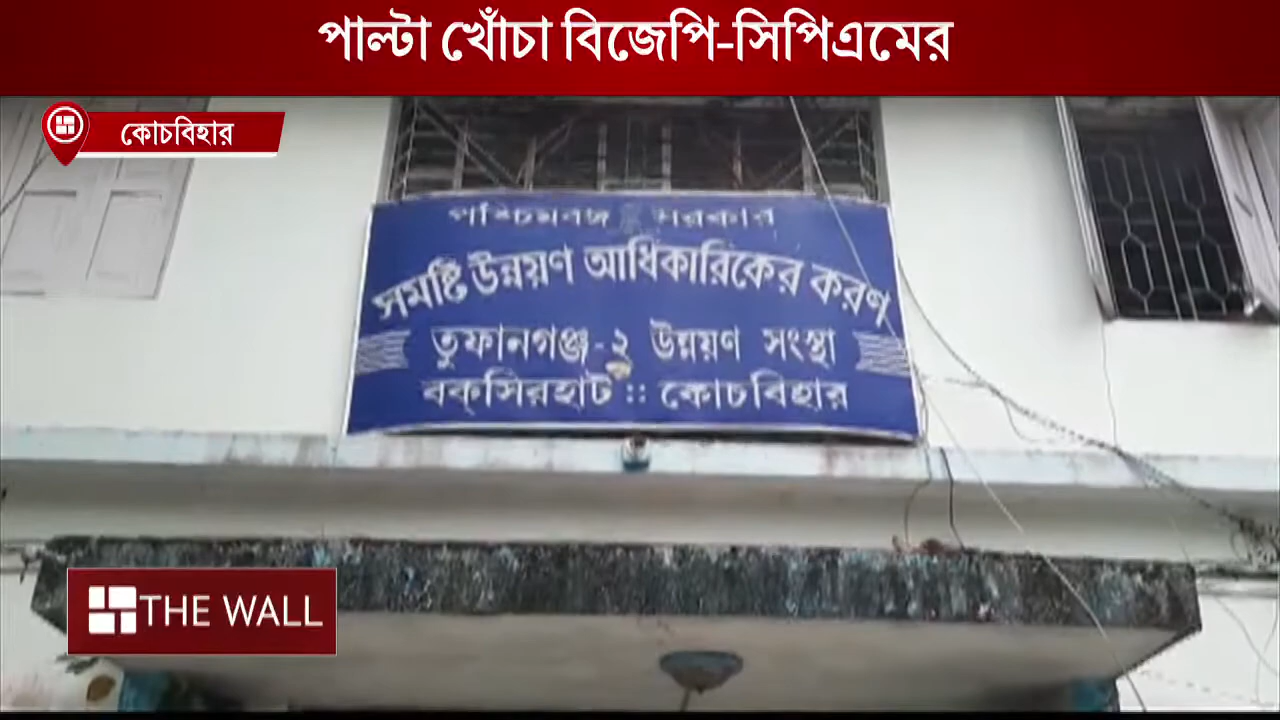 পাল্টা খোঁচা বিজেপি-সিপিএমের
কোচবিহার
পশ্চিমবঙ্গ সরকার
সমষ্টি উন্নয়ণ আধিকারিকের করণ
তুফানগঞ্জ-২ উন্নয়ণ সংস্থা
বক্সিরহাট :: কোচবিহার
THE WALL